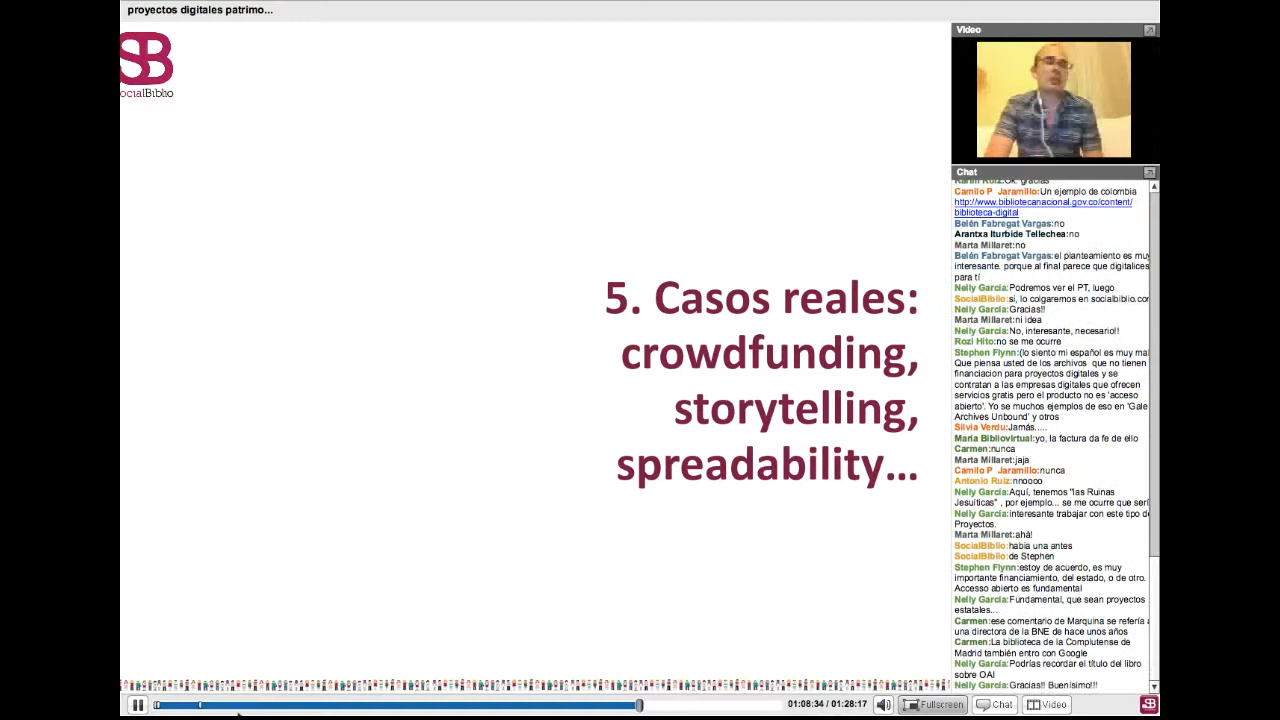 proyectos digitales patrimo...
SB
ocialBiblio
5. Casos reales:
crowdfunding,
storytelling,
spreadability...
Video
Chat
Karim Ruiz:Ok. gracias
Camilo P Jaramillo:Un ejemplo de colombia
http://www.bibliotecanacional.gov.co/content/
biblioteca-digital
Belén Fabregat Vargas:no
Arantxa Iturbide Tellechea:no
Marta Millaret:no
Belén Fabregat Vargas:el planteamiento es muy
interesante. porque al final parece que digitalices
para tí
Nelly García:Podremos ver el PT, luego
SocialBiblio:si, lo colgaremos en socialbiblio.com
Nelly García:Gracias!!
Marta Millaret:ni idea
Nelly García:No, interesante, necesario!!
Rozi Hito:no se me ocurre
Stephen Flynn:(lo siento mi español es muy mal
Que piensa usted de los archivos que no tienen
financiacion para proyectos digitales y se
contratan a las empresas digitales que ofrecen
servicios gratis pero el producto no es 'acceso
abierto'. Yo se muchos ejemplos de eso en 'Gale
Archives Unbound' y otros
Silvia Verdu:Jamás.....
María Bibliovirtual:yo, la factura da fe de ello
Carmen:nunca
Marta Millaret:jaja
Camilo P Jaramillo:nunca
Antonio Ruiz:nnoooo
Nelly García:Aquí, tenemos "las Ruinas
Jesuíticas" , por ejemplo... se me ocurre que serí
Nelly García:interesante trabajar con este tipo de
Proyectos.
Marta Millaret:ahà!
SocialBiblio:habia una antes
SocialBiblio:de Stephen
Stephen Flynn:estoy de acuerdo, es muy
importante financiamiento, del estado, o de otro.
Accesso abierto es fundamental
Nelly García:Fundamental, que sean proyectos
estatales...
Carmen:ese comentario de Marquina se refería a
una directora de la BNE de hace unos años
Carmen:La biblioteca de la Complutense de
Madrid también entro con Google
Nelly García:Podrías recordar el título del libro
sobre OAI
Nelly García:Gracias!! Buenísimo!!
01:08:34 / 01:28:17
Fullscreen
Chat
Video
SB